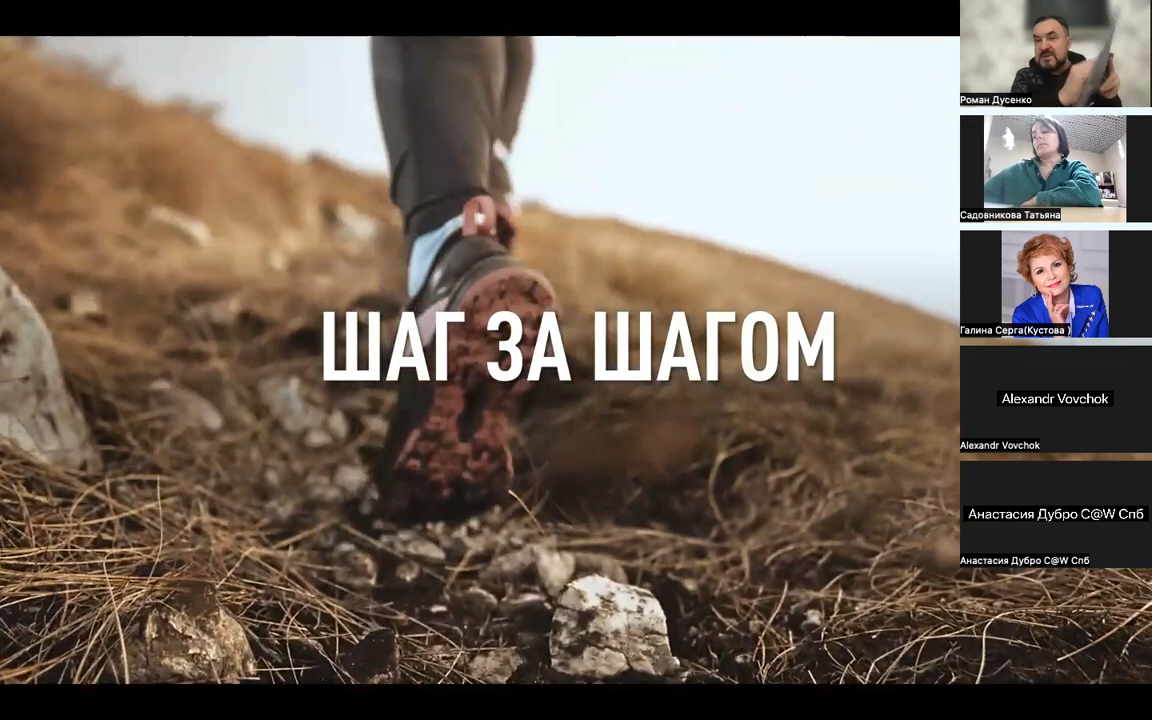 ШАГ ЗА ШАГОМ
Роман Дусенко
Садовникова Татьяна
Галина Серга(Кустова )
Alexandr Vovchok
Alexandr Vovchok
Анастасия Дубро С@W Спб
Анастасия Дубро С@W Спб